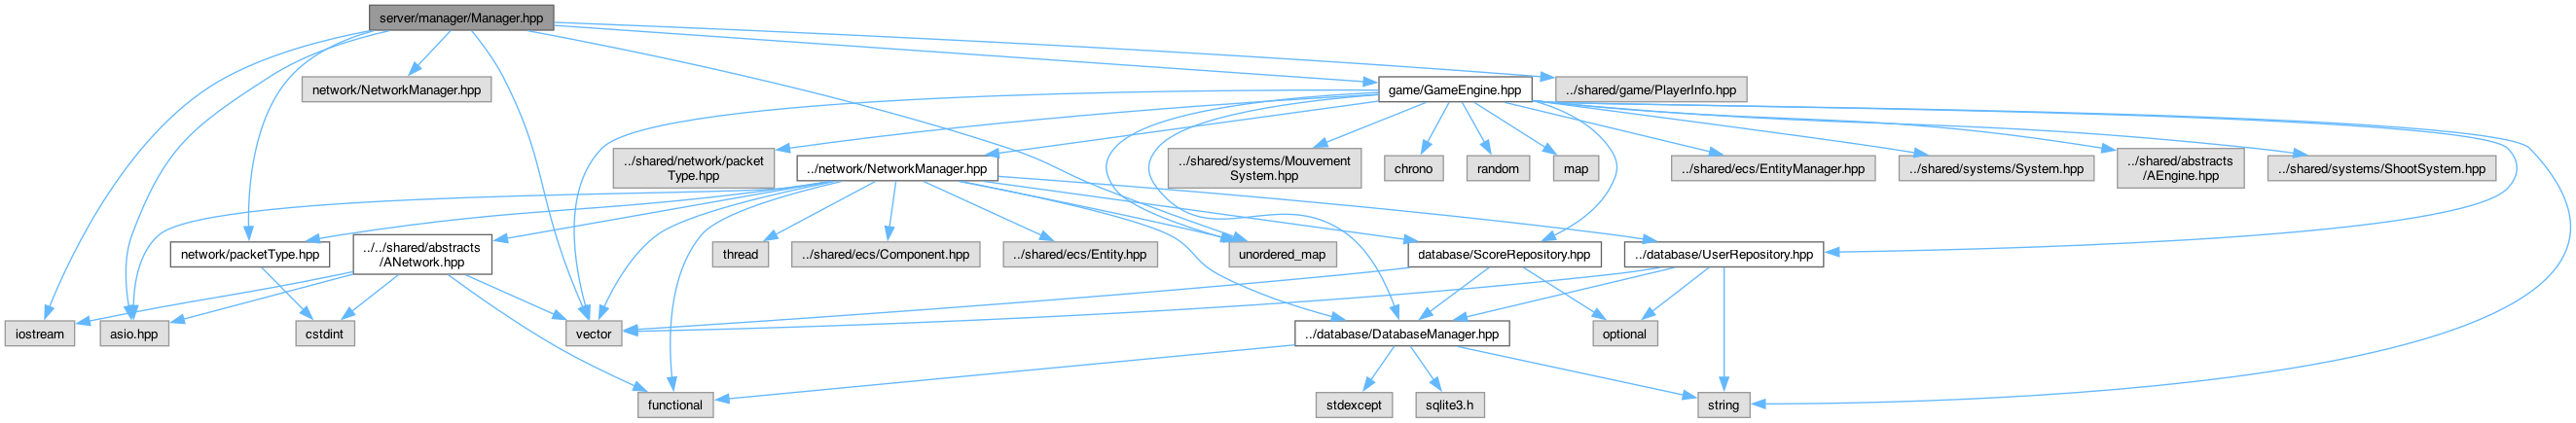 server/manager/Manager.hpp
network/NetworkManager.hpp
game/GameEngine.hpp
../shared/game/PlayerInfo.hpp
../shared/network/packet
Type.hpp
../network/NetworkManager.hpp
../shared/systems/Mouvement
System.hpp
chrono
random
map
../shared/ecs/EntityManager.hpp
../shared/systems/System.hpp
../shared/abstracts
/AEngine.hpp
../shared/systems/ShootSystem.hpp
network/packetType.hpp
../../shared/abstracts
/ANetwork.hpp
thread
../shared/ecs/Component.hpp
../shared/ecs/Entity.hpp
unordered_map
database/ScoreRepository.hpp
../database/UserRepository.hpp
iostream
asio.hpp
cstdint
vector
../database/DatabaseManager.hpp
optional
functional
stdexcept
sqlite3.h
string